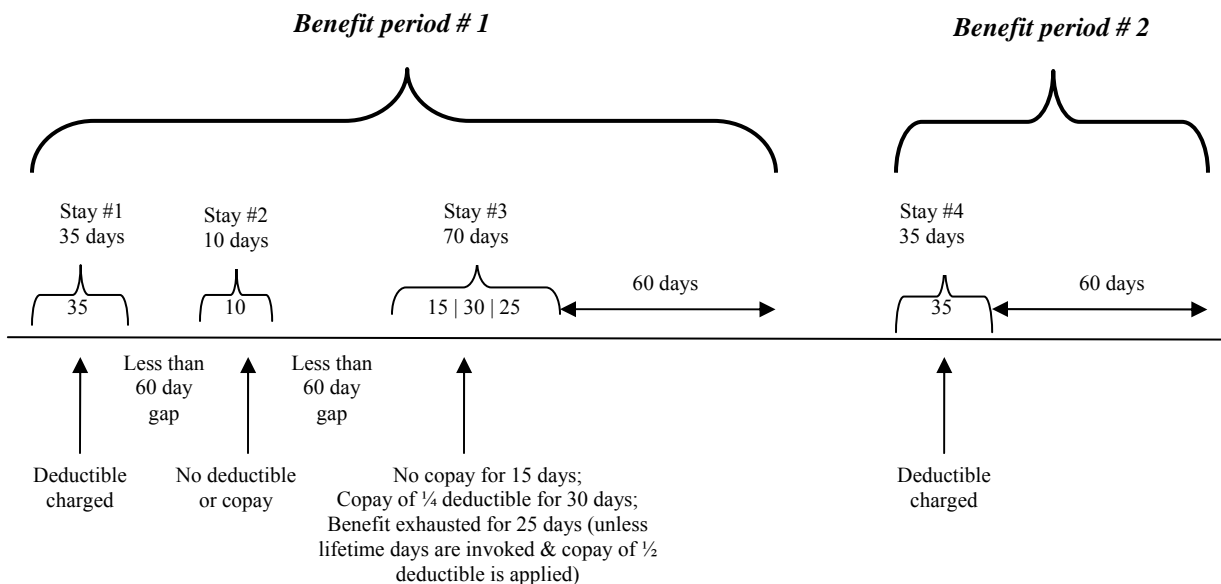 Benefit period # 1
Benefit period # 2
Stay #1
35 days
Stay #2
10 days
Stay #3
70 days
Stay #4
35 days
35
10
15 | 30 | 25
60 days
35
60 days
Less than
60 day
gap
Less than
60 day
gap
Deductible
charged
No deductible
or copay
No copay for 15 days;
Copay of ¼ deductible for 30 days;
Benefit exhausted for 25 days (unless
lifetime days are invoked & copay of ½
deductible is applied)
Deductible
charged